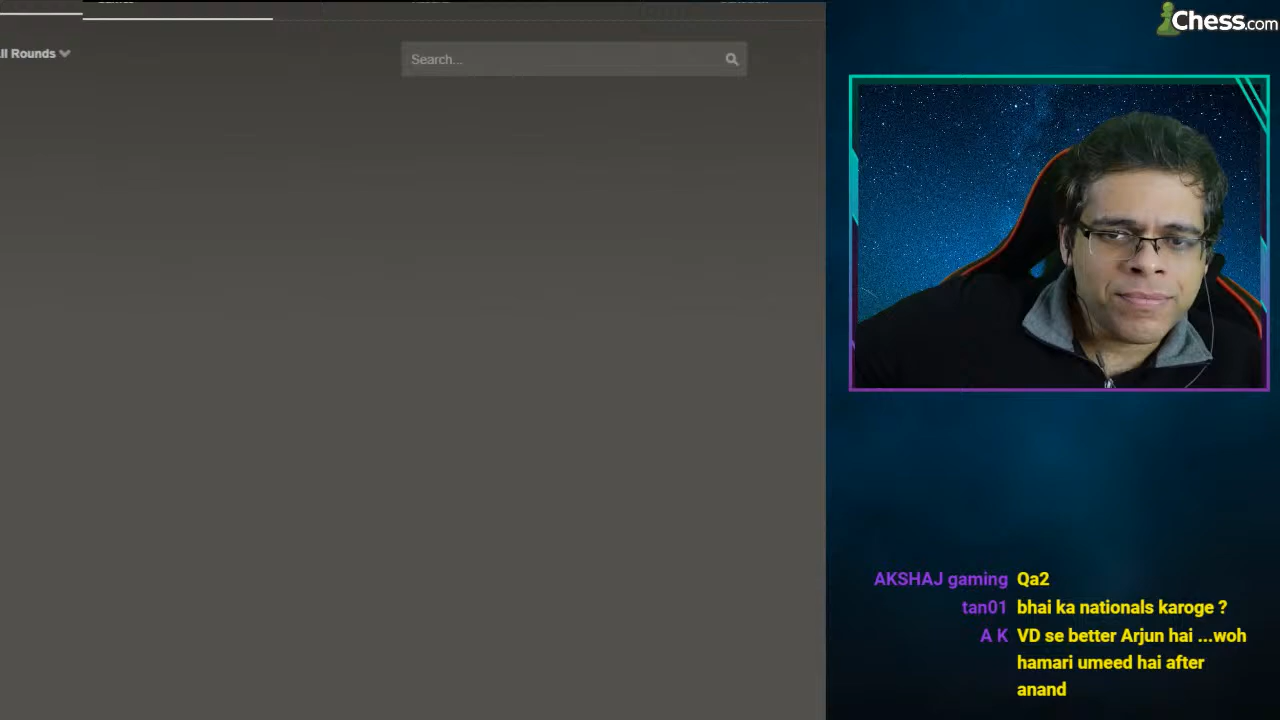 Chess.com
ll Rounds
Search...
AKSHAJ gaming Qa2
tan01 bhai ka nationals karoge ?
A K VD se better Arjun hai ...woh
hamari umeed hai after
anand